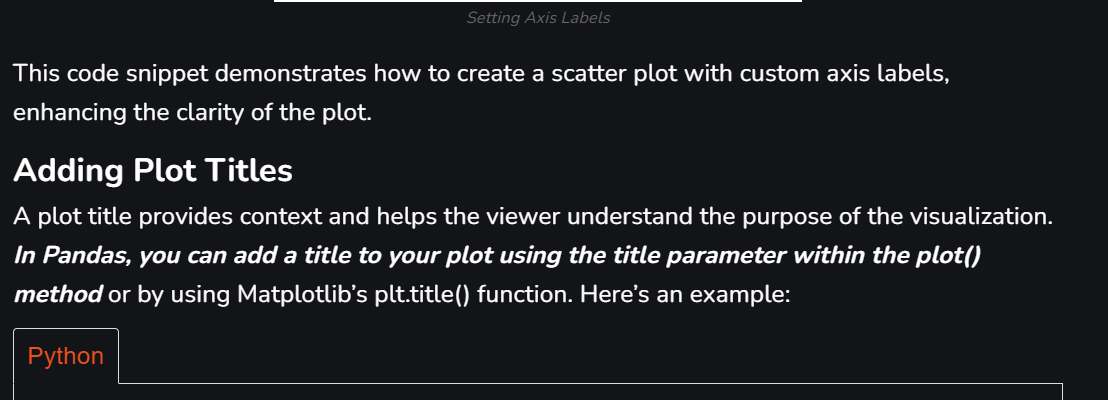 Setting Axis Labels
This code snippet demonstrates how to create a scatter plot with custom axis labels,
enhancing the clarity of the plot.
Adding Plot Titles
A plot title provides context and helps the viewer understand the purpose of the visualization.
In Pandas, you can add a title to your plot using the title parameter within the plot()
method or by using Matplotlib’s plt.title() function. Here’s an example:
Python